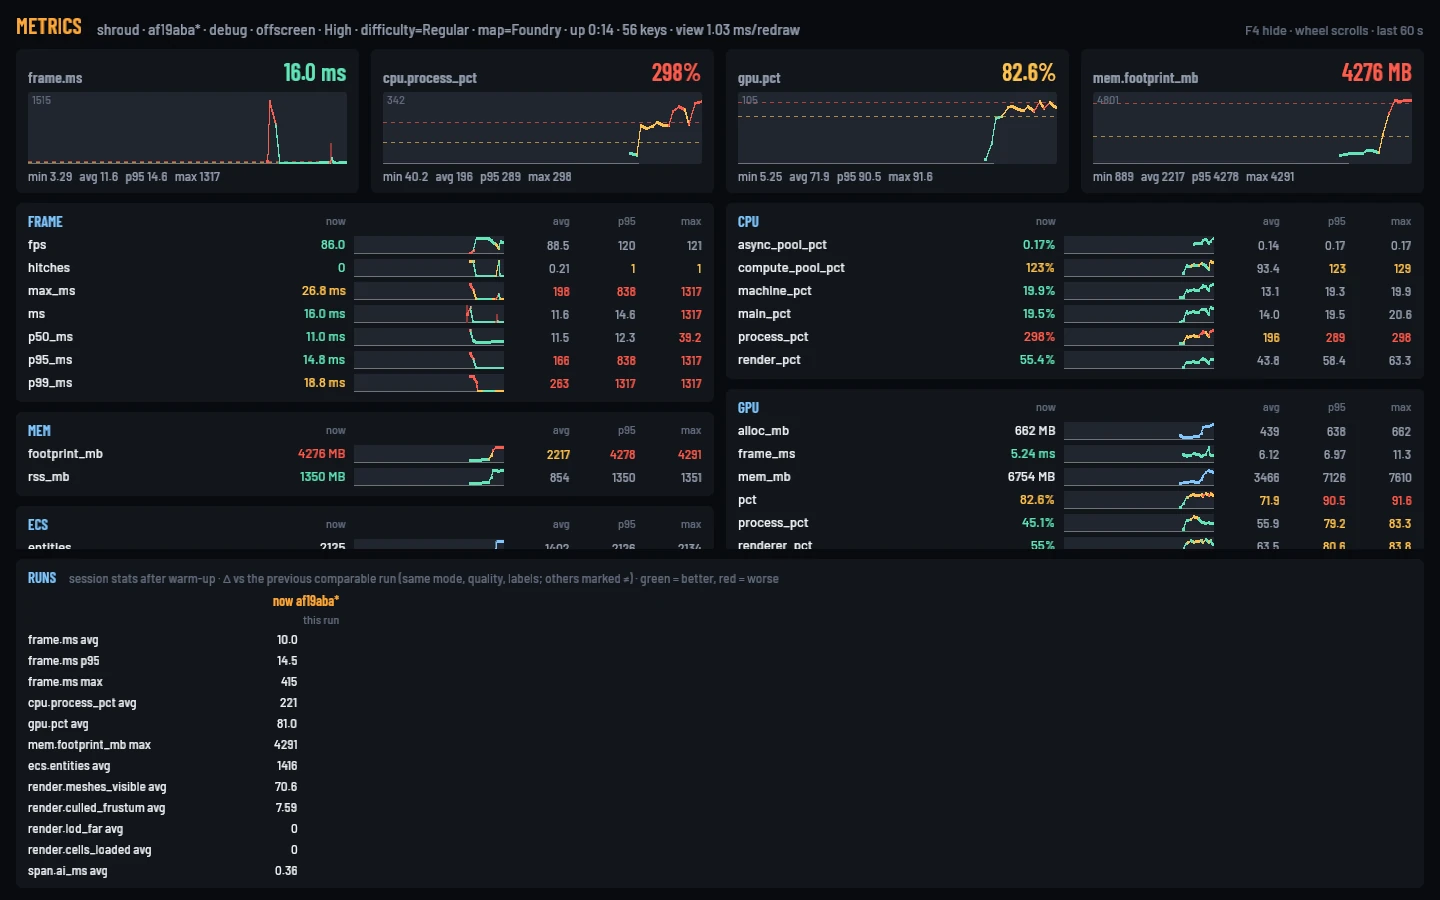 METRICS shroud · af19aba* · debug · offscreen · High · difficulty=Regular · map=Foundry · up 0:14 · 56 keys · view 1.03 ms/redraw F4 hide · wheel scrolls · last 60 s
frame.ms 16.0 ms
1515
min 3.29 avg 11.6 p95 14.6 max 1317
cpu.process_pct 298%
342
min 40.2 avg 196 p95 289 max 298
gpu.pct 82.6%
105
min 5.25 avg 71.9 p95 90.5 max 91.6
mem.footprint_mb 4276 MB
4801
min 889 avg 2217 p95 4278 max 4291
FRAME now avg p95 max
fps 86.0 88.5 120 121
hitches 0 0.21 1 1
max_ms 26.8 ms 198 838 1317
ms 16.0 ms 11.6 14.6 1317
p50_ms 11.0 ms 11.5 12.3 39.2
p95_ms 14.8 ms 166 838 1317
p99_ms 18.8 ms 263 1317 1317
MEM now avg p95 max
footprint_mb 4276 MB 2217 4278 4291
rss_mb 1350 MB 854 1350 1351
ECS now avg p95 max
entities 2125 1402 2126 2134
CPU now avg p95 max
async_pool_pct 0.17% 0.14 0.17 0.17
compute_pool_pct 123% 93.4 123 129
machine_pct 19.9% 13.1 19.3 19.9
main_pct 19.5% 14.0 19.5 20.6
process_pct 298% 196 289 298
render_pct 55.4% 43.8 58.4 63.3
GPU now avg p95 max
alloc_mb 662 MB 439 638 662
frame_ms 5.24 ms 6.12 6.97 11.3
mem_mb 6754 MB 3466 7126 7610
pct 82.6% 71.9 90.5 91.6
process_pct 45.1% 55.9 79.2 83.3
renderer_pct 55% 63.5 80.6 83.8
RUNS session stats after warm-up · Δ vs the previous comparable run (same mode, quality, labels; others marked ≠) · green = better, red = worse
now af19aba*
this run
frame.ms avg 10.0
frame.ms p95 14.5
frame.ms max 415
cpu.process_pct avg 221
gpu.pct avg 81.0
mem.footprint_mb max 4291
ecs.entities avg 1416
render.meshes_visible avg 70.6
render.culled_frustum avg 7.59
render.lod_far avg 0
render.cells_loaded avg 0
span.ai_ms avg 0.36